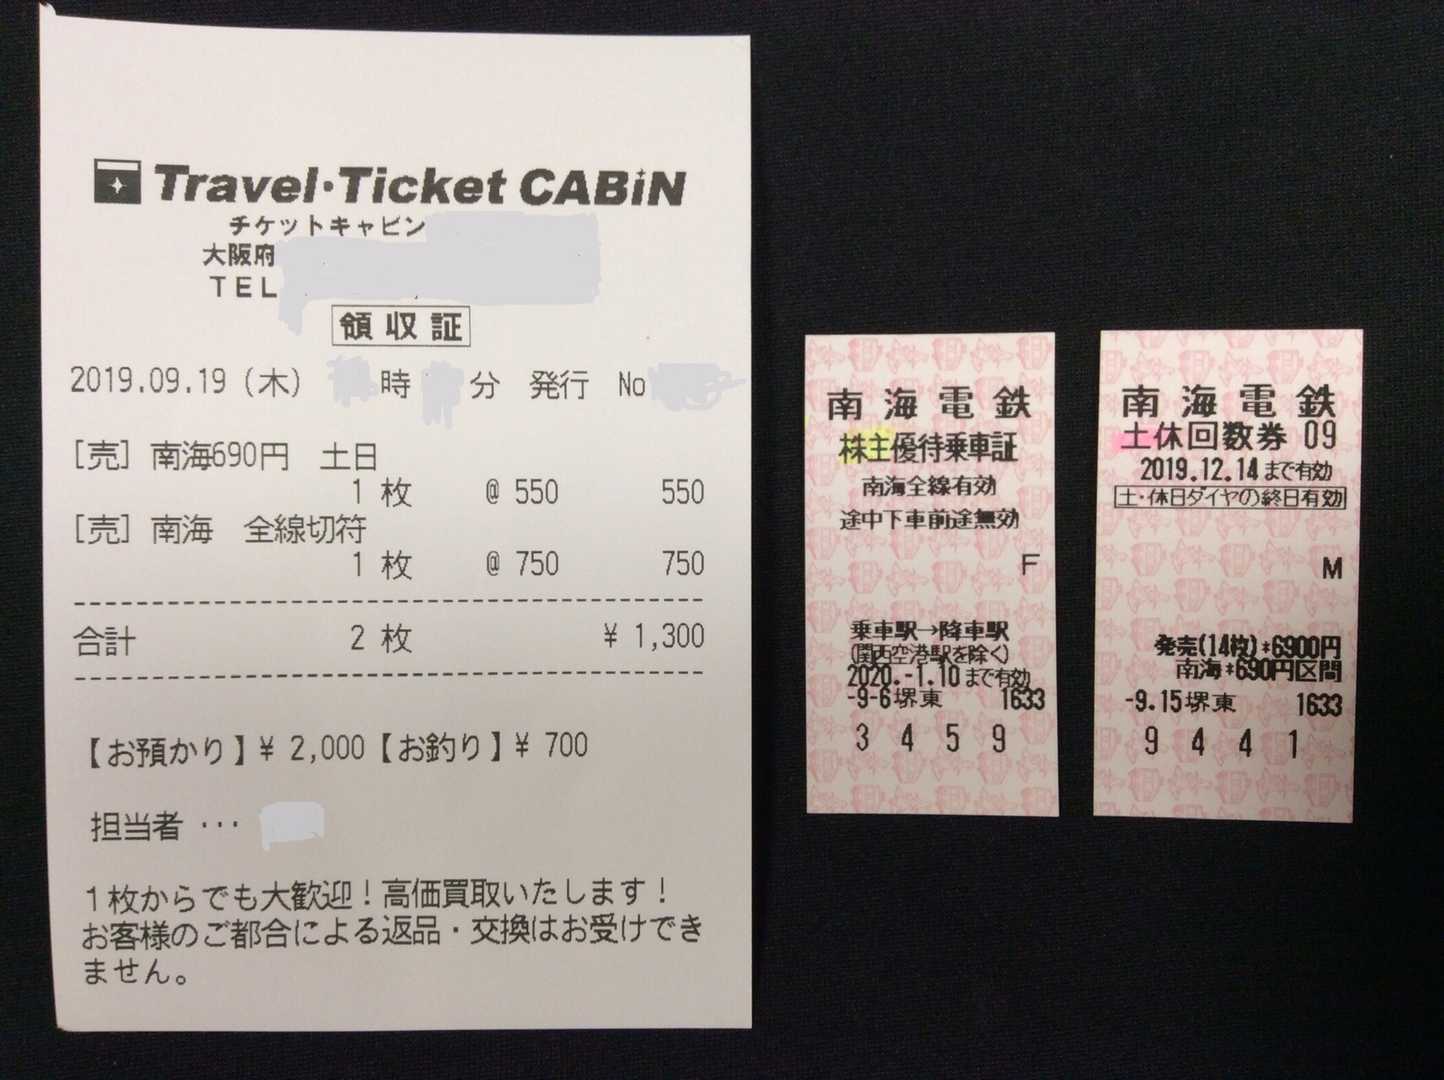 Travel・Ticket CABiN
チケットキャビン
大阪府
TEL
領収証
2019.09.19（木） 時 分 発行 No
[売] 南海690円 土日
1 枚 @ 550 550
[売] 南海 全線切符
1 枚 @ 750 750
合計 2 枚 ¥ 1,300
【お預かり】¥ 2,000【お釣り】¥ 700
担当者 ･･･
1枚からでも大歓迎！高価買取いたします！
お客様のご都合による返品・交換はお受けでき
ません。
南海電鉄
株主優待乗車証
南海全線有効
途中下車前途無効
F
乗車駅→降車駅
(関西空港駅を除く)
2020.-1.10まで有効
-9-6堺東 1633
3 4 5 9
南海電鉄
土休回数券 09
2019.12.14まで有効
土・休日ダイヤの終日有効
M
発売(14枚)*6900円
南海*690円区間
-9.15堺東 1633
9 4 4 1